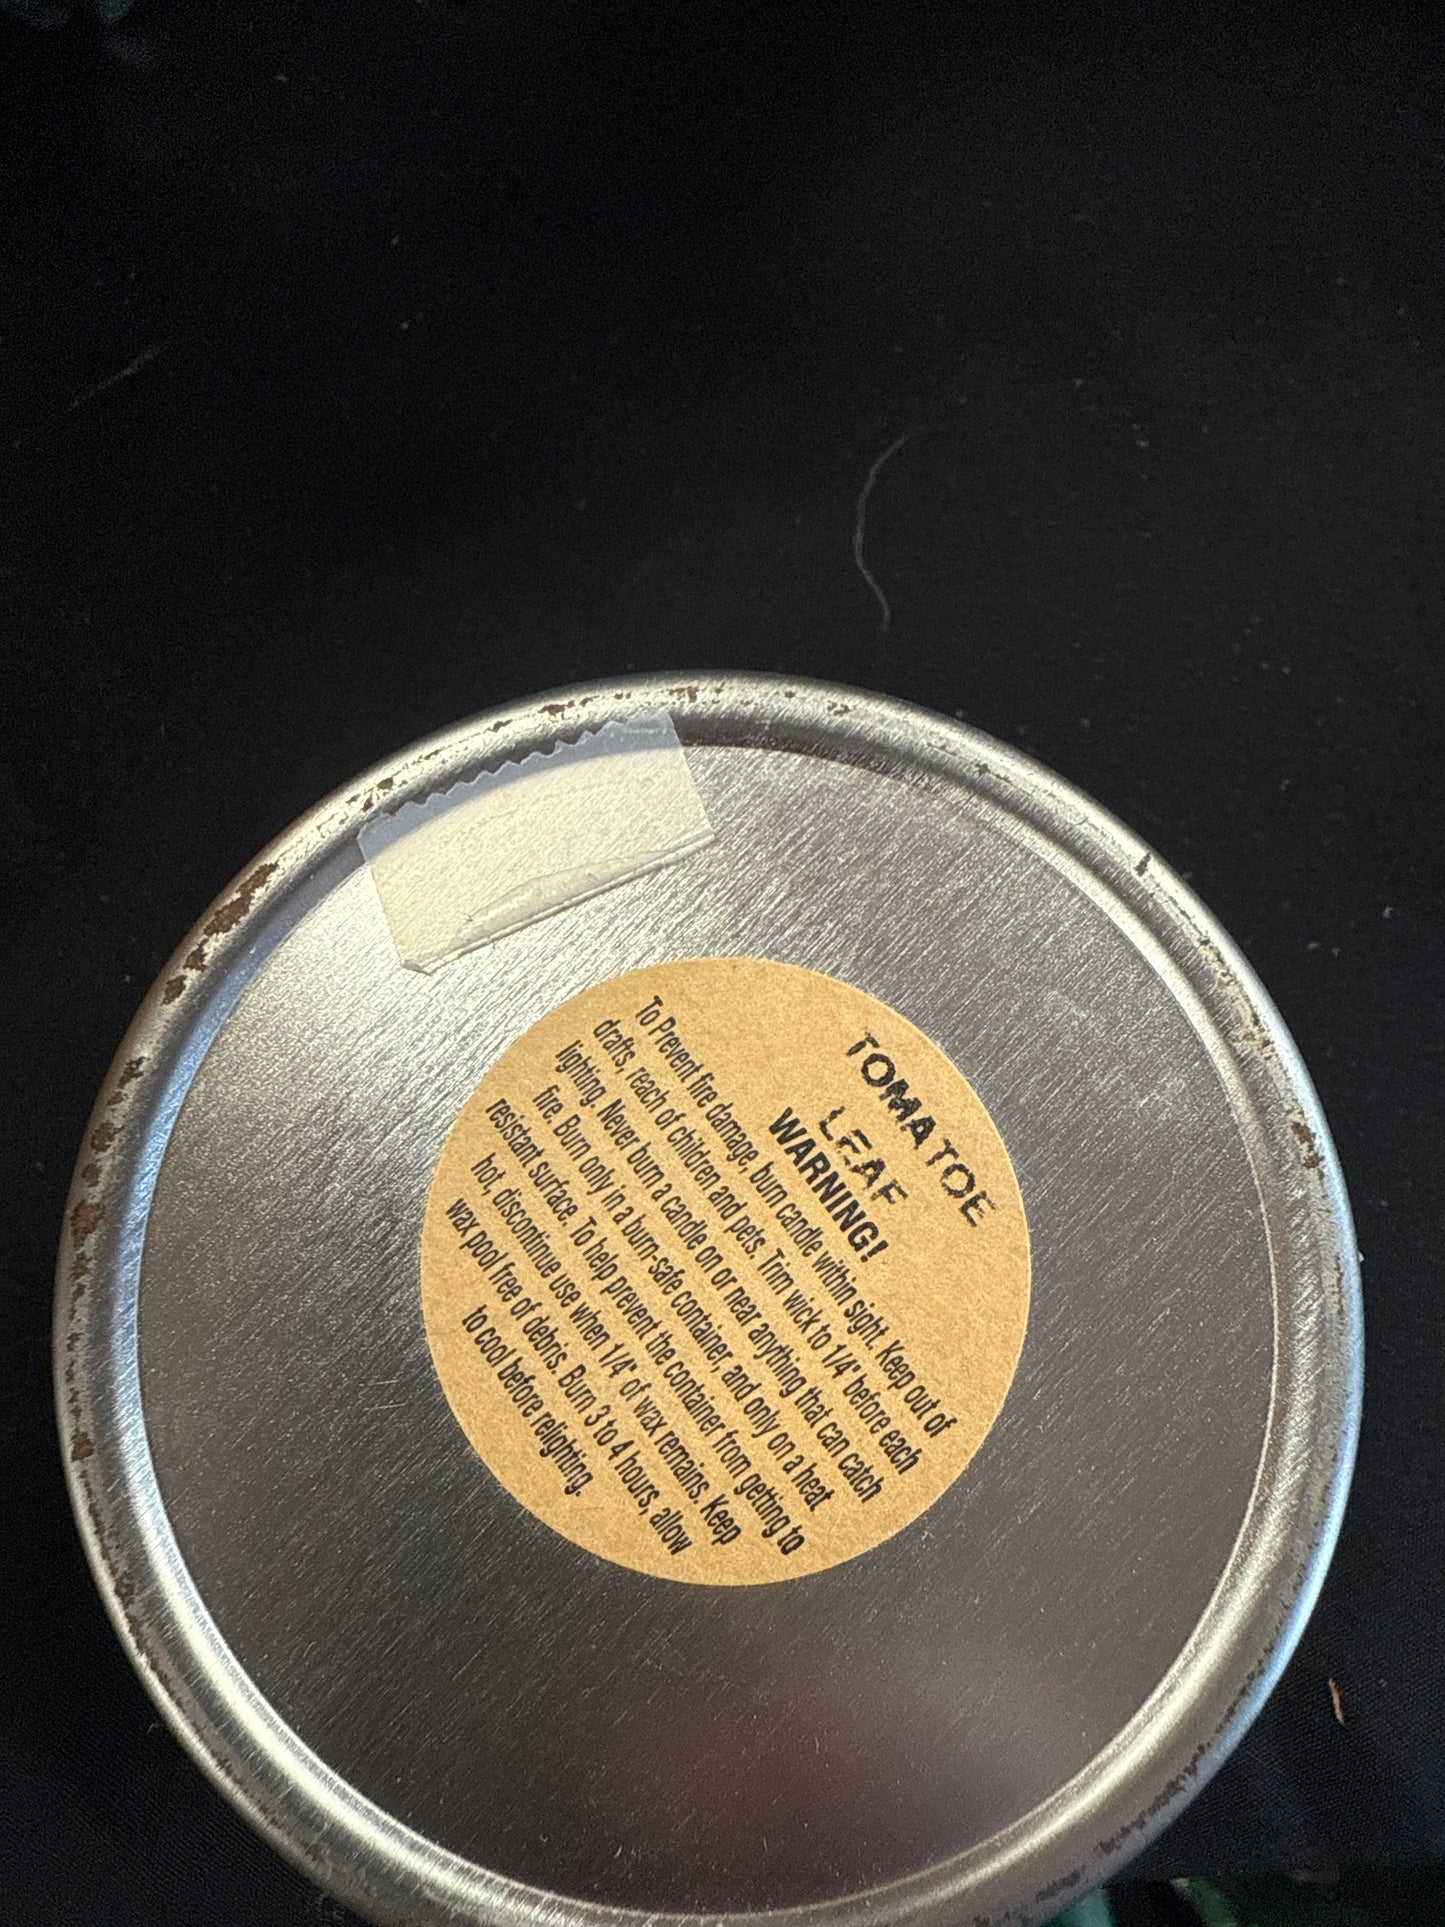 TOMATOE
LEAF
WARNING!
To Prevent fire damage, burn candle within sight. Keep out of
drafts, reach of children and pets. Trim wick to 1/4" before each
lighting. Never burn a candle on or near anything that can catch
fire. Burn only in a burn-safe container, and only on a heat
resistant surface. To help prevent the container from getting to
hot, discontinue use when 1/4" of wax remains. Keep
wax pool free of debris. Burn 3 to 4 hours, allow
to cool before relighting.